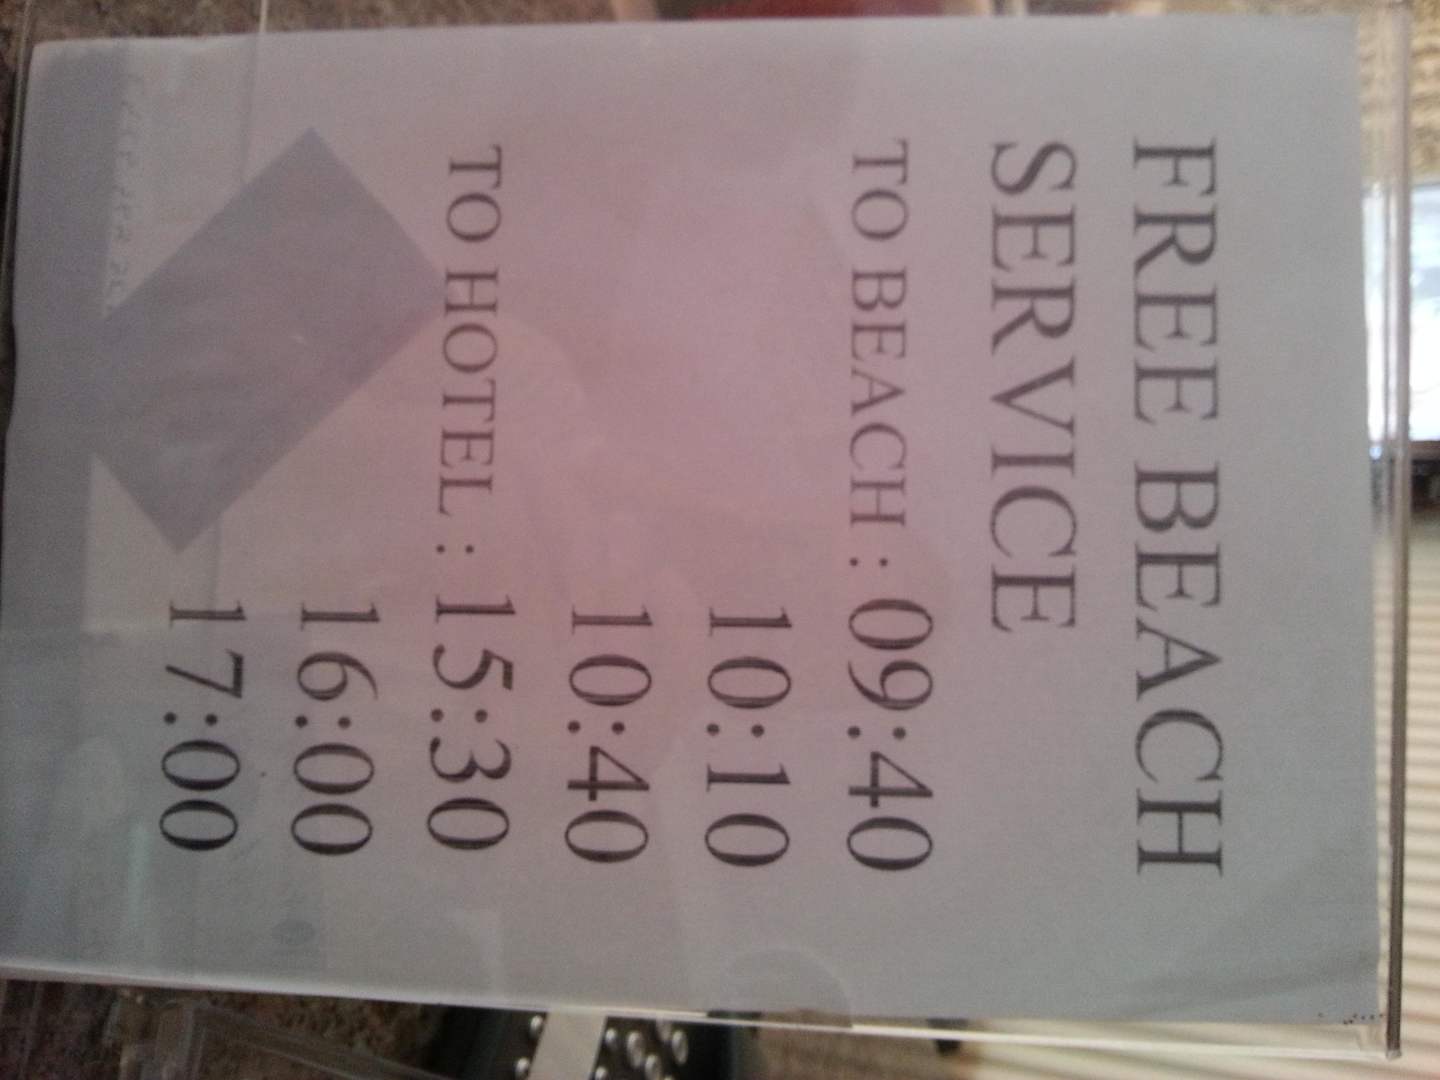 FREE BEACH
SERVICE
TO BEACH : 09:40
10:10
10:40
TO HOTEL : 15:30
16:00
17:00